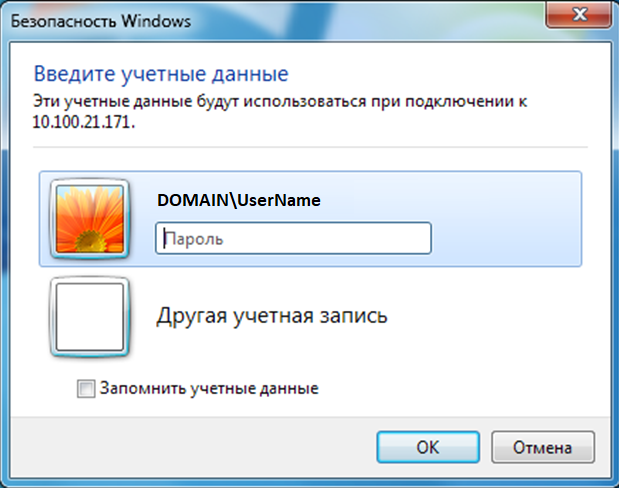 Безопасность Windows
Введите учетные данные
Эти учетные данные будут использоваться при подключении к
10.100.21.171.
DOMAIN\UserName
Пароль
Другая учетная запись
Запомнить учетные данные
ОК
Отмена